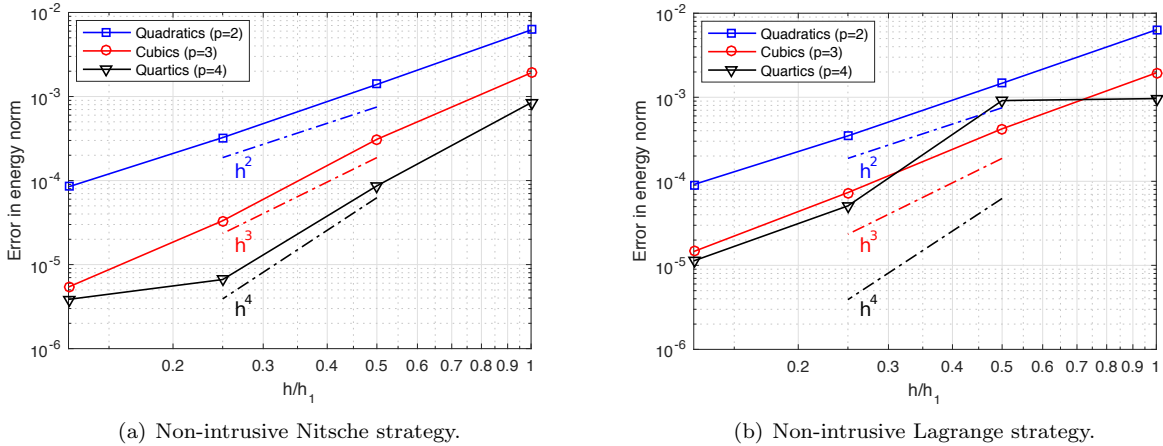 10^-2
10^-3
10^-4
10^-5
10^-6
Error in energy norm
Quadratics (p=2)
Cubics (p=3)
Quartics (p=4)
h^2
h^3
h^4
0.2 0.3 0.4 0.5 0.6 0.7 0.8 0.9 1
h/h_1
(a) Non-intrusive Nitsche strategy.
10^-2
10^-3
10^-4
10^-5
10^-6
Error in energy norm
Quadratics (p=2)
Cubics (p=3)
Quartics (p=4)
h^2
h^3
h^4
0.2 0.3 0.4 0.5 0.6 0.7 0.8 0.9 1
h/h_1
(b) Non-intrusive Lagrange strategy.